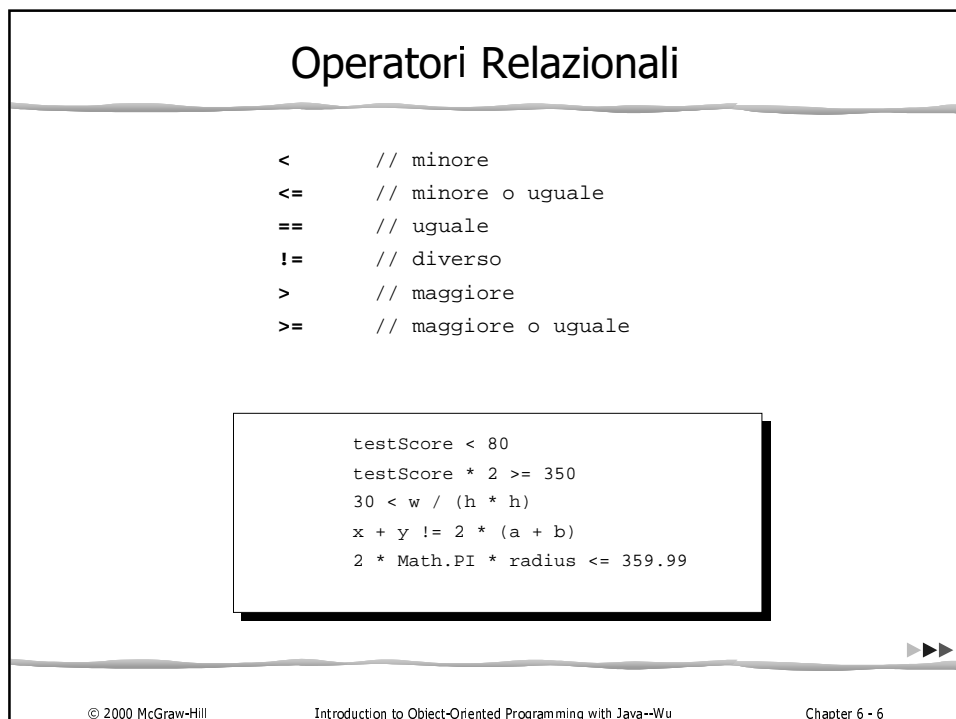 Operatori Relazionali
< // minore
<= // minore o uguale
== // uguale
!= // diverso
> // maggiore
>= // maggiore o uguale
testScore < 80
testScore * 2 >= 350
30 < w / (h * h)
x + y != 2 * (a + b)
2 * Math.PI * radius <= 359.99
© 2000 McGraw-Hill Introduction to Object-Oriented Programming with Java--Wu Chapter 6 - 6